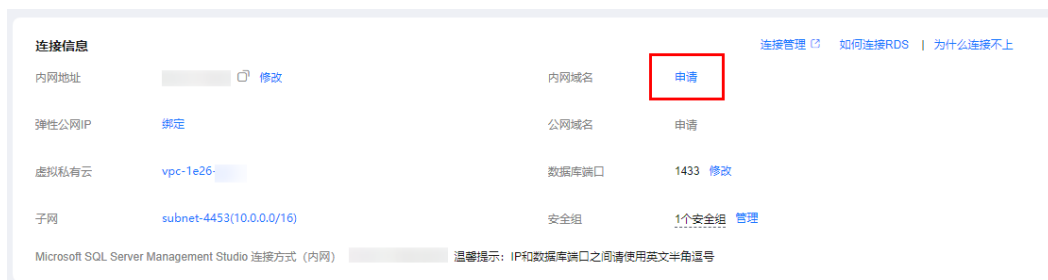 连接信息 连接管理 如何连接RDS | 为什么连接不上
内网地址 修改 内网域名 申请
弹性公网IP 绑定 公网域名 申请
虚拟私有云 vpc-1e26- 数据库端口 1433 修改
子网 subnet-4453(10.0.0.0/16) 安全组 1个安全组 管理
Microsoft SQL Server Management Studio 连接方式（内网） 温馨提示：IP和数据库端口之间请使用英文半角逗号